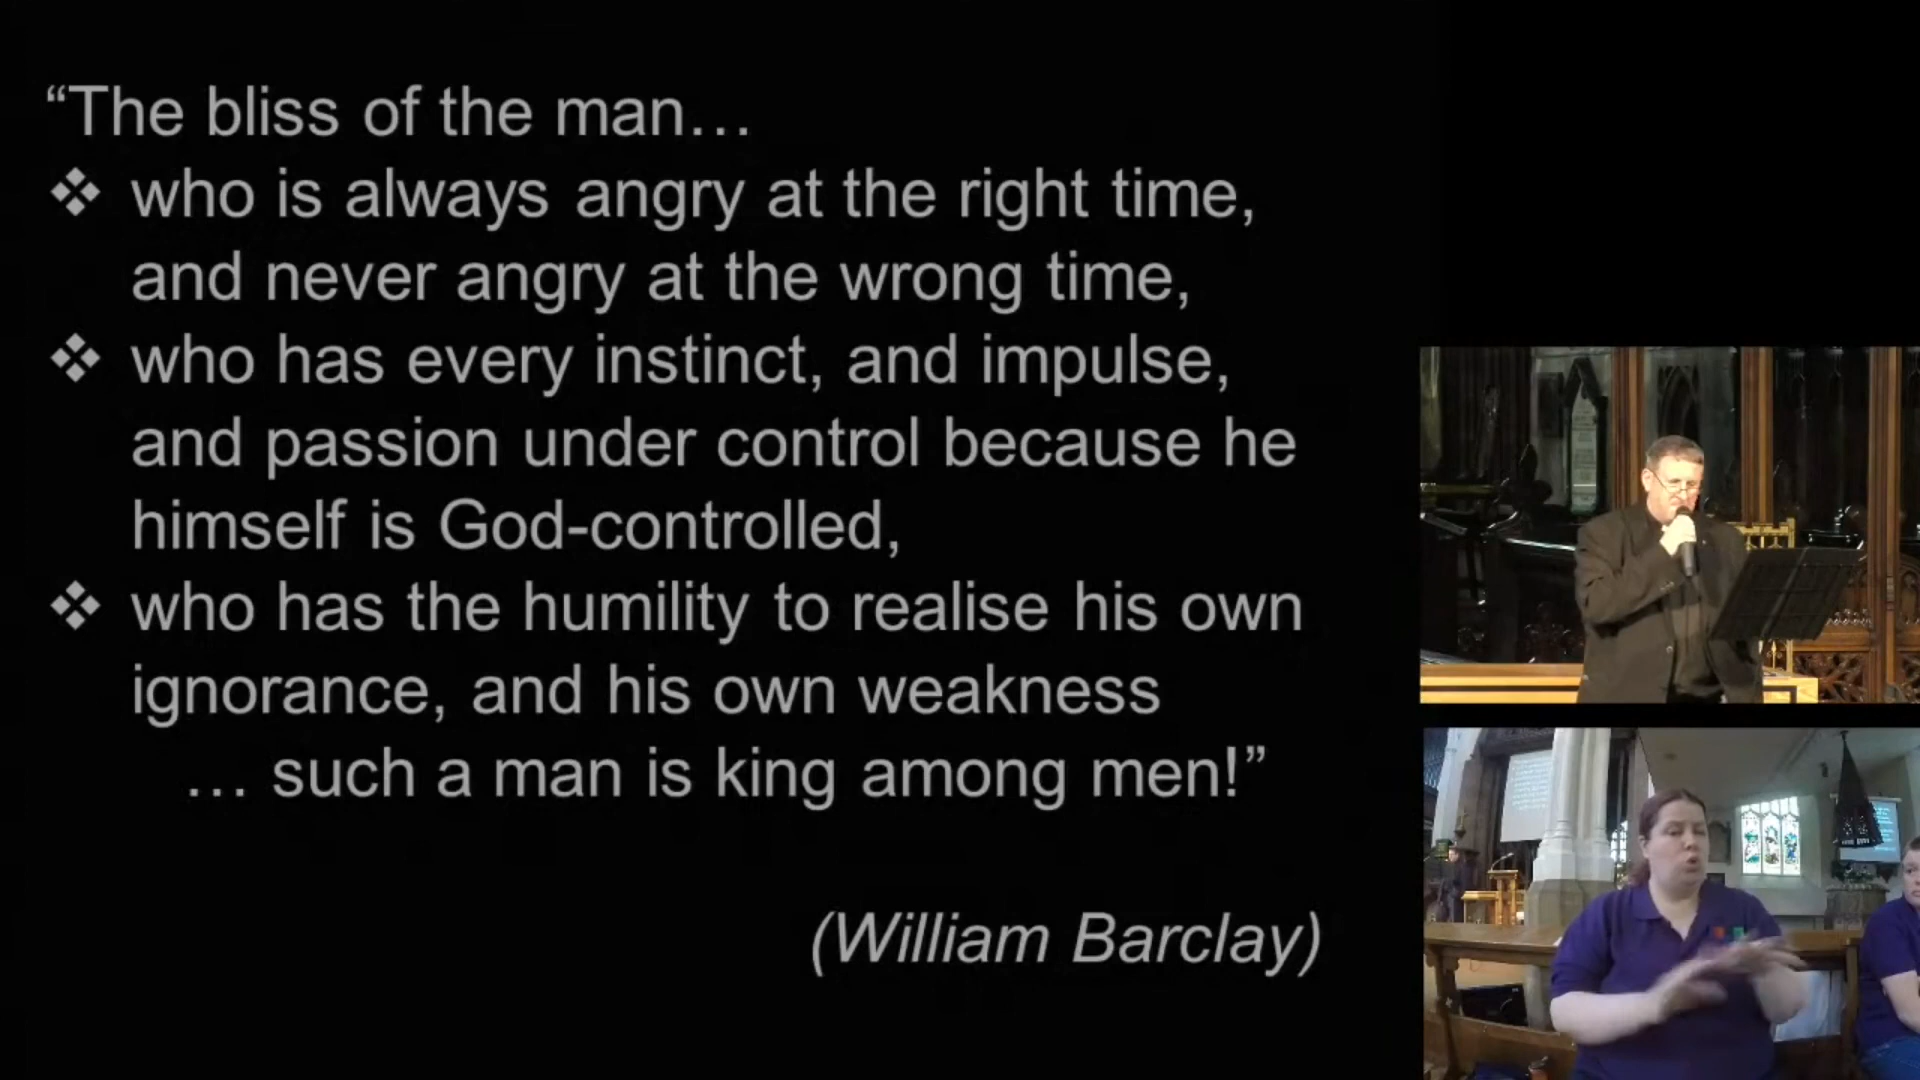 “The bliss of the man…
❖ who is always angry at the right time,
and never angry at the wrong time,
❖ who has every instinct, and impulse,
and passion under control because he
himself is God-controlled,
❖ who has the humility to realise his own
ignorance, and his own weakness
… such a man is king among men!”
(William Barclay)